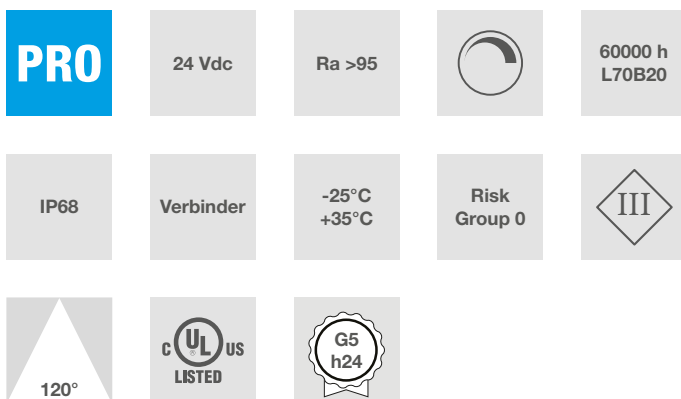 PRO
24 Vdc
Ra >95
60000 h
L70B20
IP68
Verbinder
-25°C
+35°C
Risk
Group 0
III
120°
C UL® US
LISTED
G5
h24